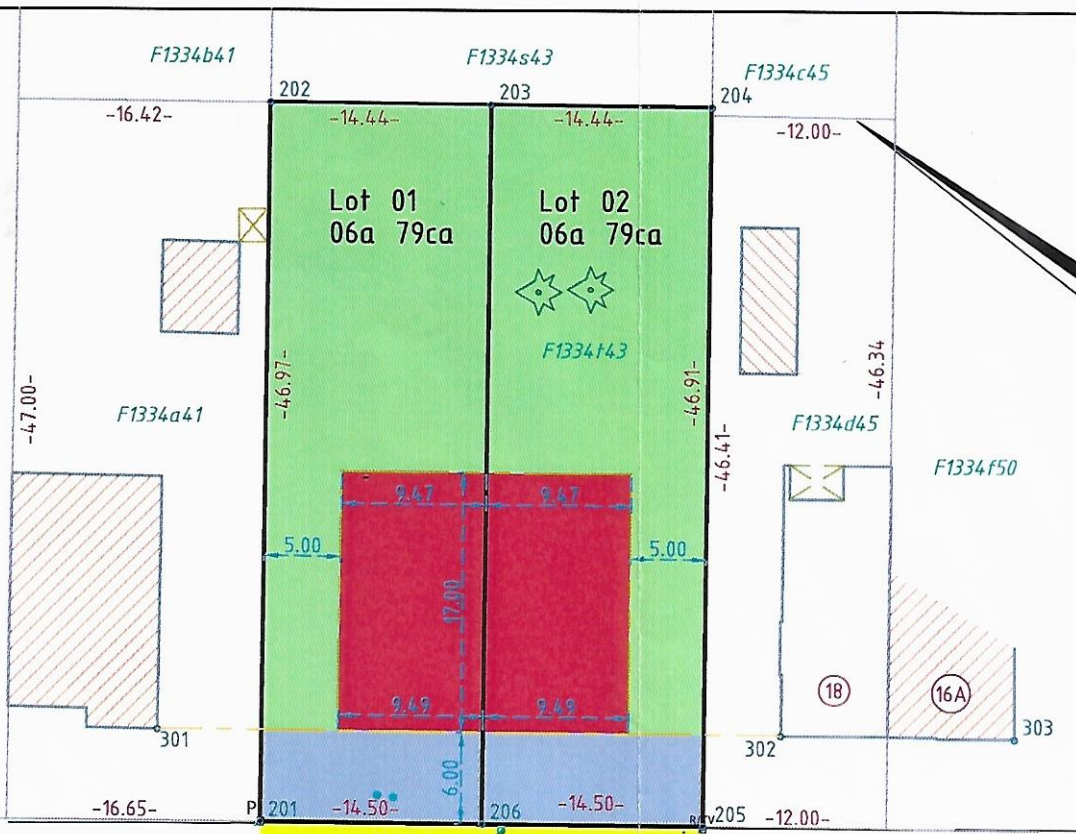 F1334b41
F1334s43
F1334c45
202
203
204
-16.42-
-14.44-
-14.44-
-12.00-
Lot 01
06a 79ca
Lot 02
06a 79ca
F1334t43
-47.00-
-46.97-
-46.91-
-46.34
F1334a41
F1334d45
-46.41-
F1334f50
9.47
9.47
5.00
5.00
17.00
18
16A
9.49
9.49
301
302
303
6.00
-16.65-
P
201
-14.50-
206
-14.50-
205
-12.00-